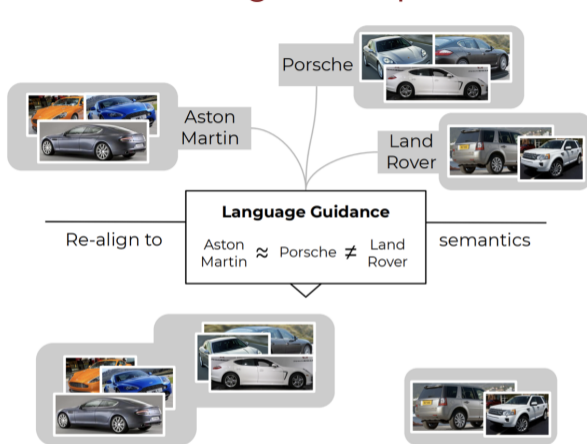 Porsche
Aston
Martin
Land
Rover
Language Guidance
Re-align to
Aston
Martin ≈ Porsche ≠ Land
Rover
semantics